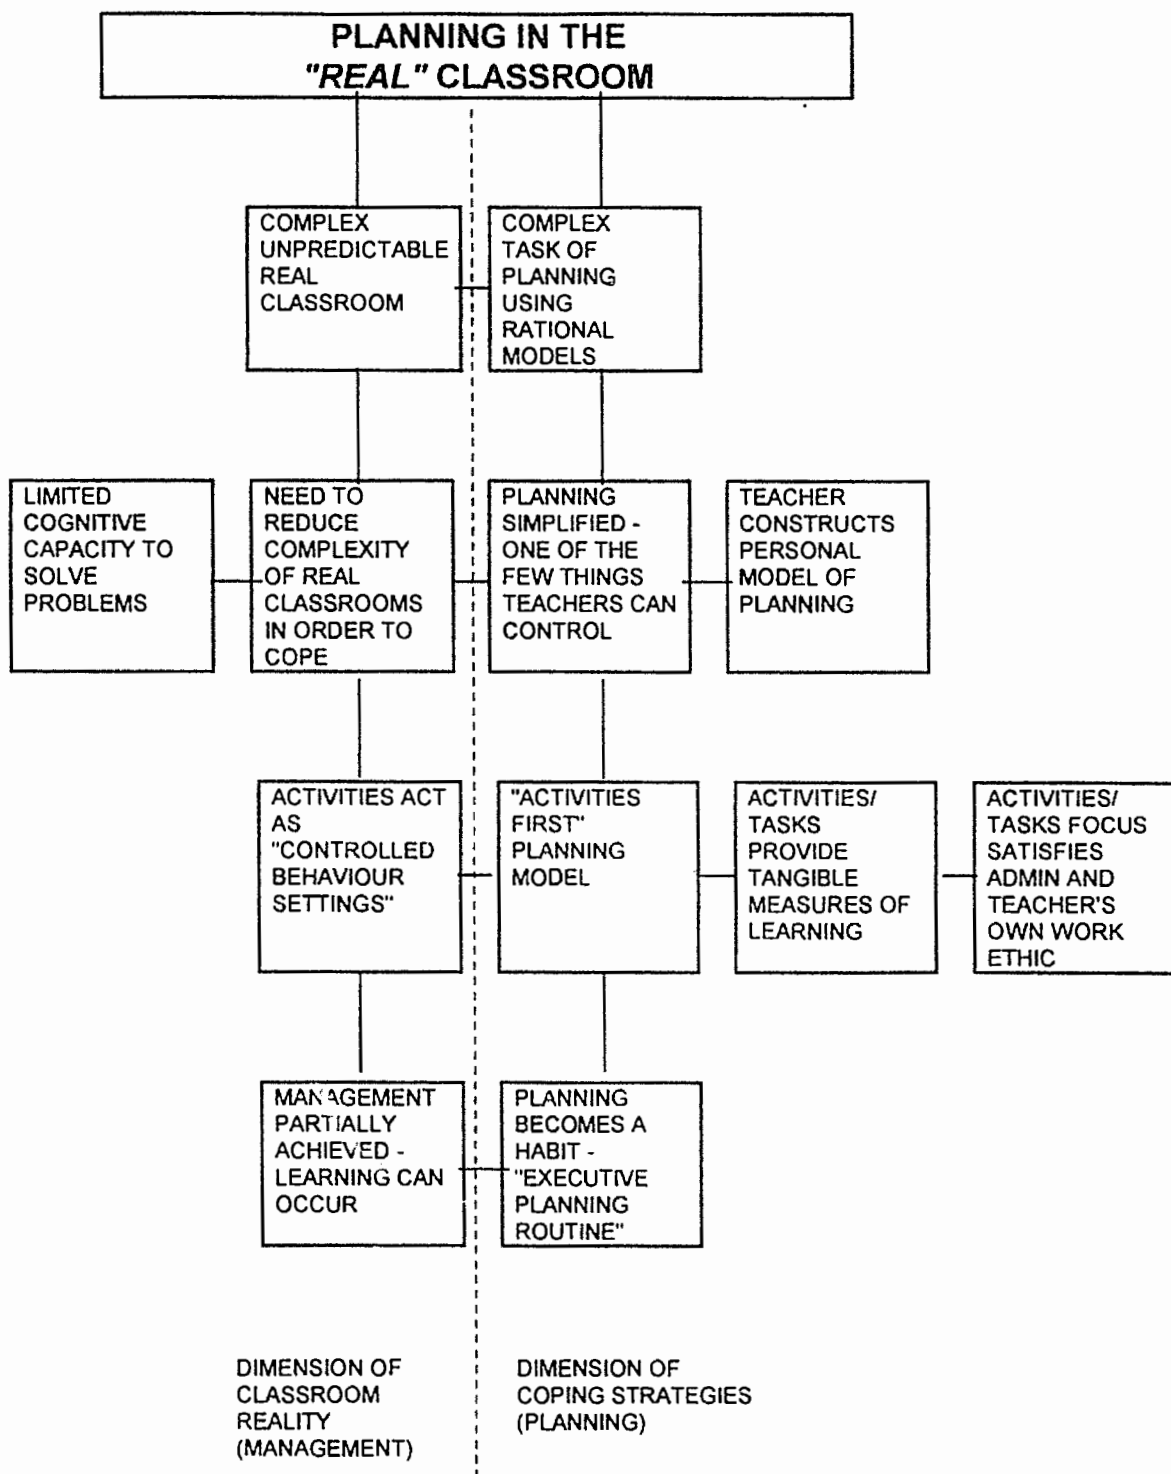 PLANNING IN THE
"REAL" CLASSROOM
COMPLEX
UNPREDICTABLE
REAL
CLASSROOM
COMPLEX
TASK OF
PLANNING
USING
RATIONAL
MODELS
LIMITED
COGNITIVE
CAPACITY TO
SOLVE
PROBLEMS
NEED TO
REDUCE
COMPLEXITY
OF REAL
CLASSROOMS
IN ORDER TO
COPE
PLANNING
SIMPLIFIED -
ONE OF THE
FEW THINGS
TEACHERS CAN
CONTROL
TEACHER
CONSTRUCTS
PERSONAL
MODEL OF
PLANNING
ACTIVITIES ACT
AS
"CONTROLLED
BEHAVIOUR
SETTINGS"
"ACTIVITIES
FIRST"
PLANNING
MODEL
ACTIVITIES/
TASKS
PROVIDE
TANGIBLE
MEASURES OF
LEARNING
ACTIVITIES/
TASKS FOCUS
SATISFIES
ADMIN AND
TEACHER'S
OWN WORK
ETHIC
MANAGEMENT
PARTIALLY
ACHIEVED -
LEARNING CAN
OCCUR
PLANNING
BECOMES A
HABIT -
"EXECUTIVE
PLANNING
ROUTINE"
DIMENSION OF
CLASSROOM
REALITY
(MANAGEMENT)
DIMENSION OF
COPING STRATEGIES
(PLANNING)